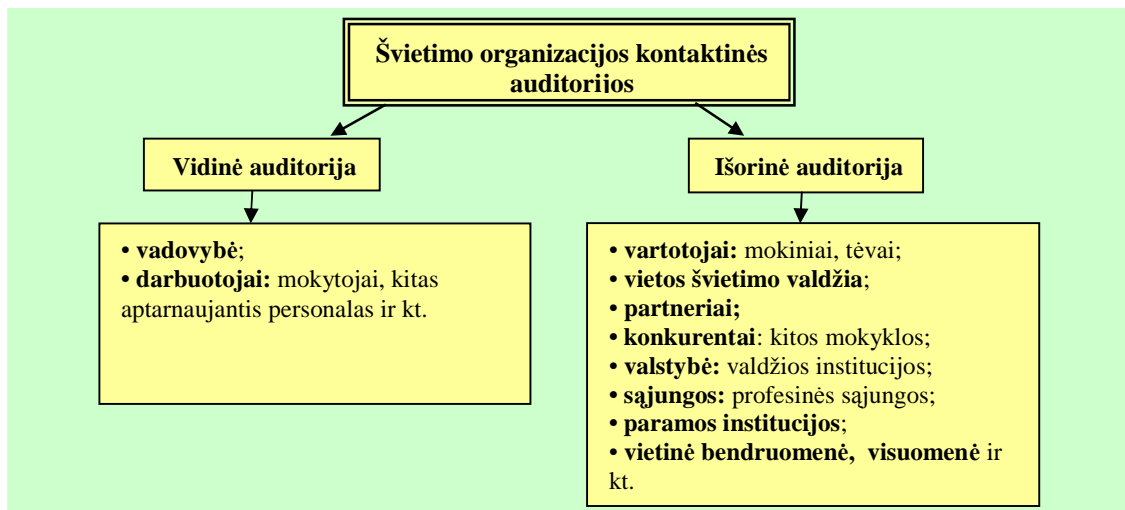 Švietimo organizacijos kontaktinės
auditorijos
Vidinė auditorija
Išorinė auditorija
• vadovybė;
• darbuotojai: mokytojai, kitas
aptarnaujantis personalas ir kt.
• vartotojai: mokiniai, tėvai;
• vietos švietimo valdžia;
• partneriai;
• konkurentai: kitos mokyklos;
• valstybė: valdžios institucijos;
• sąjungos: profesinės sąjungos;
• paramos institucijos;
• vietinė bendruomenė, visuomenė ir
kt.